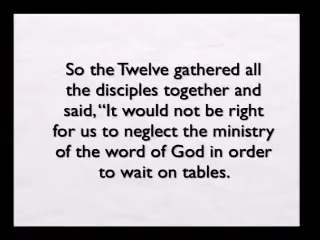 So the Twelve gathered all
the disciples together and
said, “It would not be right
for us to neglect the ministry
of the word of God in order
to wait on tables.